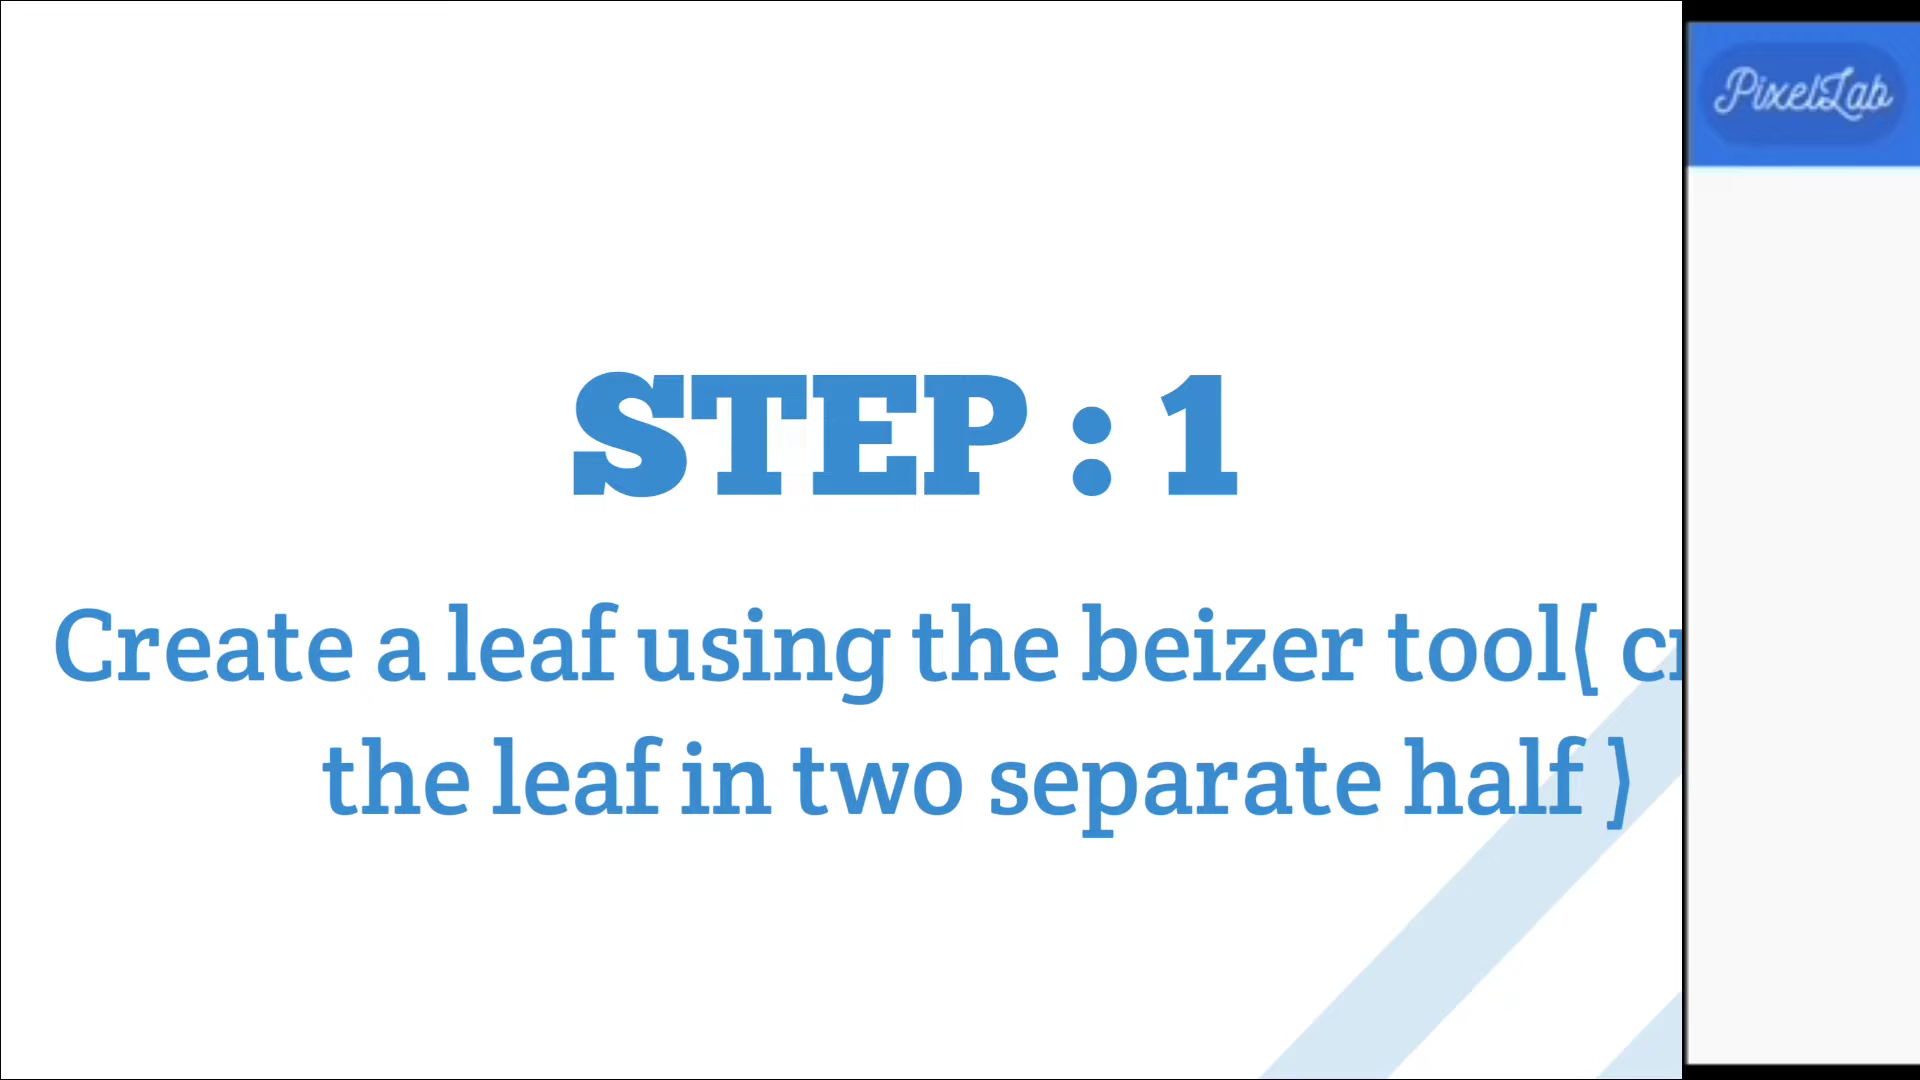 PixelLab
STEP : 1
Create a leaf using the beizer tool{
the leaf in two separate half }